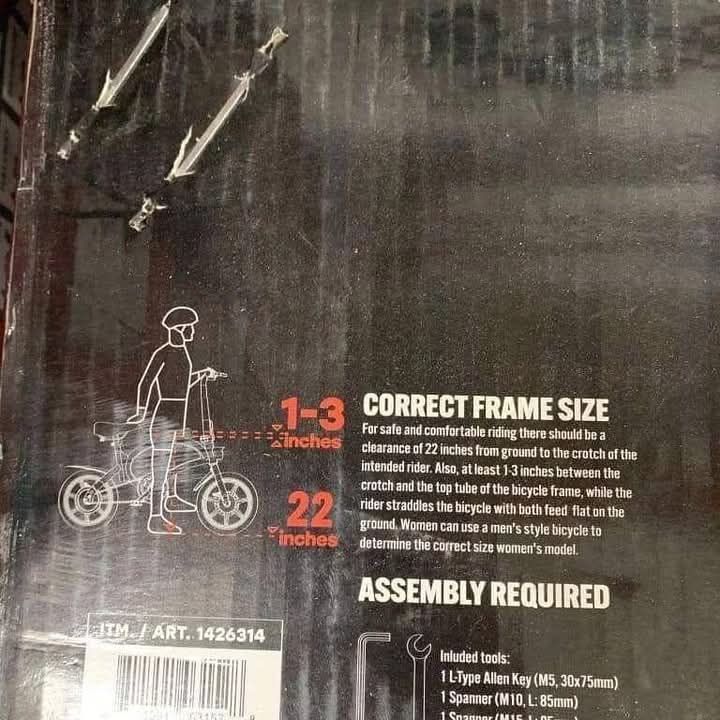 1-3
inches
CORRECT FRAME SIZE
For safe and comfortable riding there should be a
clearance of 22 inches from ground to the crotch of the
intended rider. Also, at least 1-3 inches between the
crotch and the top tube of the bicycle frame, while the
rider straddles the bicycle with both feed flat on the
ground. Women can use a men's style bicycle to
determine the correct size women's model.
22
inches
ASSEMBLY REQUIRED
ITM. / ART. 1426314
Inluded tools:
1 L-Type Allen Key (M5, 30x75mm)
1 Spanner (M10, L: 85mm)
1 Spanner (M15,